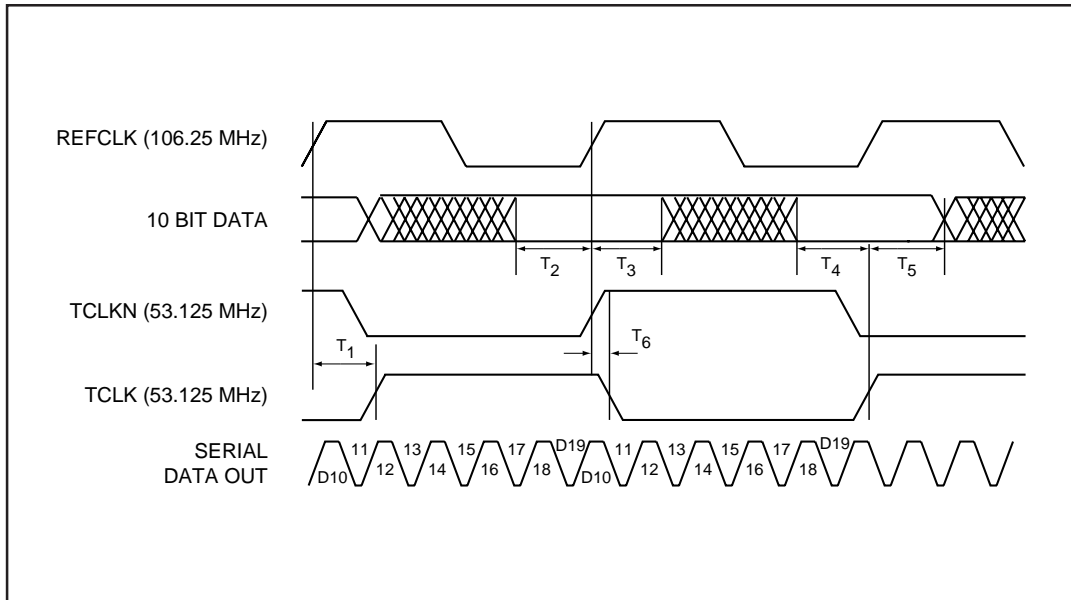 REFCLK (106.25 MHz)
10 BIT DATA
T2 T3 T4 T5
TCLKN (53.125 MHz)
T1 T6
TCLK (53.125 MHz)
SERIAL
DATA OUT
11 13 15 17 D19 11 13 15 17 D19
D10 12 14 16 18 D10 12 14 16 18